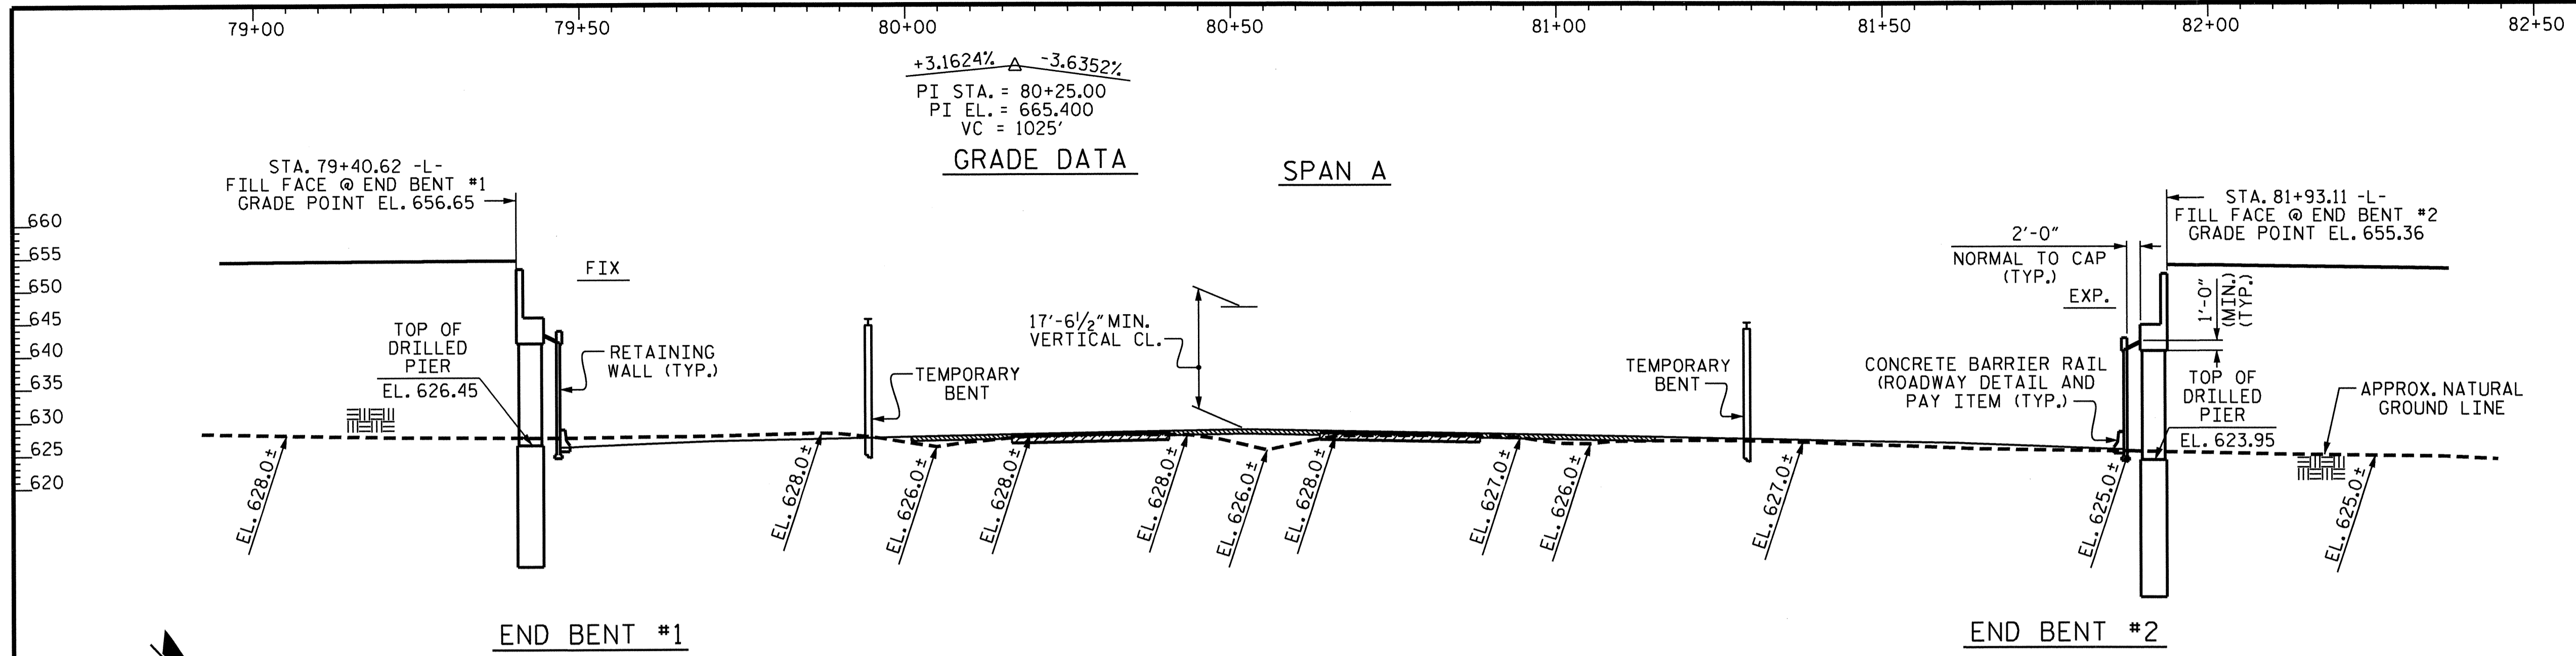 79+00
79+50
80+00
80+50
81+00
81+50
82+00
82+50
+3.1624% -3.6352%
PI STA. = 80+25.00
PI EL. = 665.400
VC = 1025'
GRADE DATA
SPAN A
STA. 79+40.62 -L-
FILL FACE @ END BENT #1
GRADE POINT EL. 656.65
STA. 81+93.11 -L-
FILL FACE @ END BENT #2
GRADE POINT EL. 655.36
660
655
650
645
640
635
630
625
620
FIX
TOP OF
DRILLED
PIER
EL. 626.45
RETAINING
WALL (TYP.)
TEMPORARY
BENT
17'-6½" MIN.
VERTICAL CL.
TEMPORARY
BENT
2'-0"
NORMAL TO CAP
(TYP.)
EXP.
1'-0"
(MIN.)
(TYP.)
CONCRETE BARRIER RAIL
(ROADWAY DETAIL AND
PAY ITEM (TYP.)
TOP OF
DRILLED
PIER
EL. 623.95
APPROX. NATURAL
GROUND LINE
EL. 628.0±
EL. 628.0±
EL. 626.0±
EL. 628.0±
EL. 628.0±
EL. 626.0±
EL. 628.0±
EL. 627.0±
EL. 626.0±
EL. 627.0±
EL. 625.0±
EL. 625.0±
END BENT #1
END BENT #2